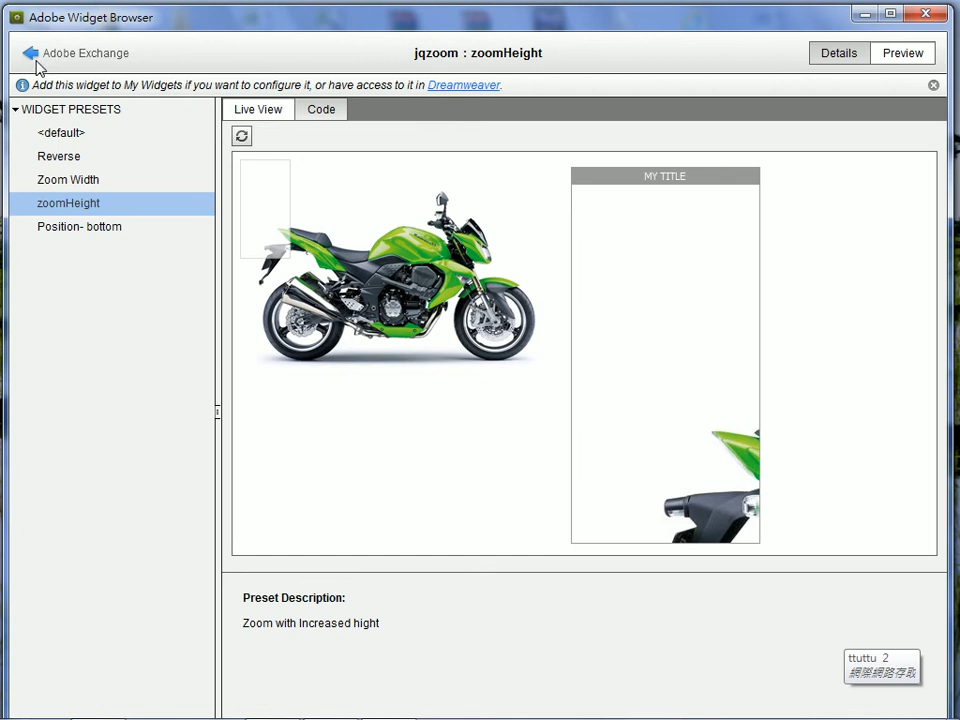 Adobe Widget Browser
Adobe Exchange
jqzoom : zoomHeight
Details
Preview
Add this widget to My Widgets if you want to configure it, or have access to it in Dreamweaver.
WIDGET PRESETS
<default>
Reverse
Zoom Width
zoomHeight
Position- bottom
Live View
Code
MY TITLE
Preset Description:
Zoom with Increased hight
ttuttu 2
網際網路存取